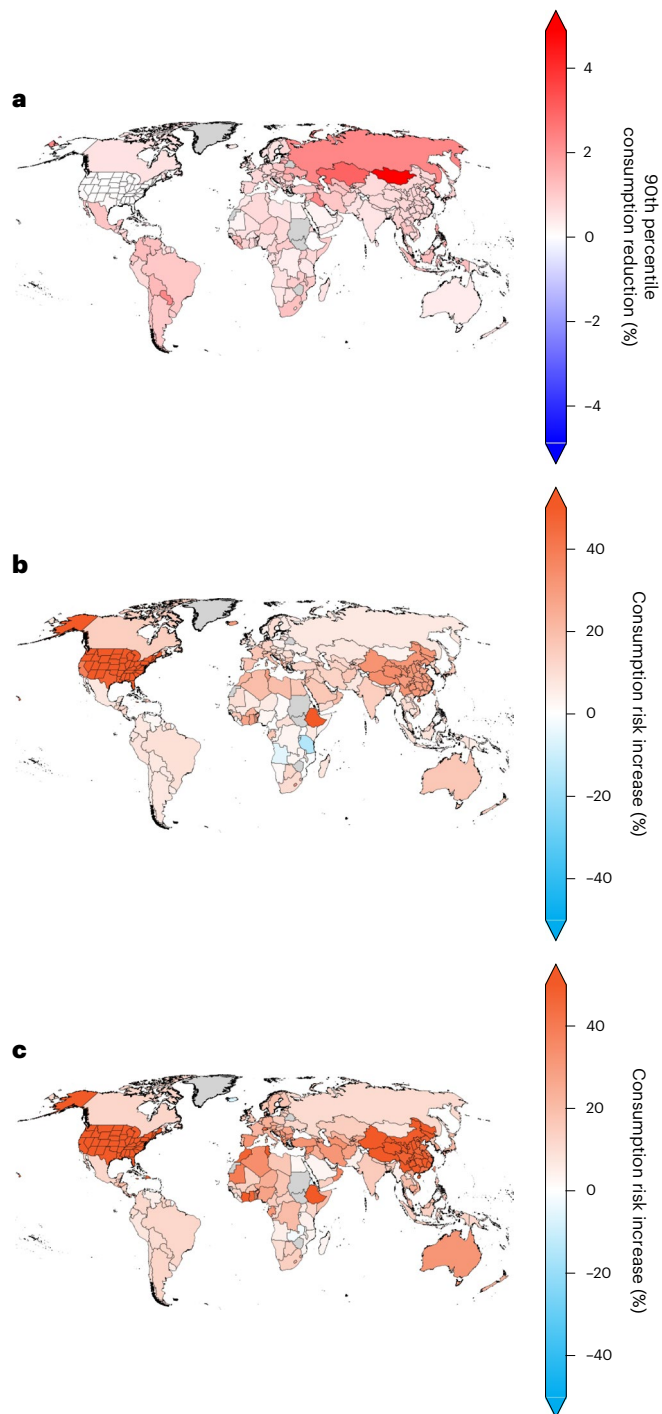 a
4
2
0
−2
−4
90th percentile
consumption reduction (%)
b
40
20
0
−20
−40
Consumption risk increase (%)
c
40
20
0
−20
−40
Consumption risk increase (%)